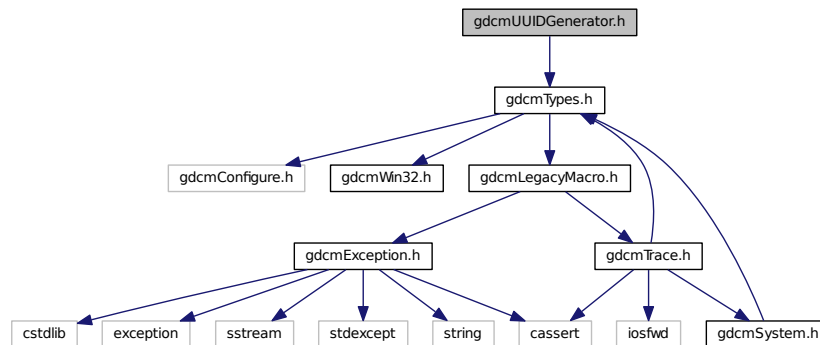 gdcmUUIDGenerator.h
gdcmTypes.h
gdcmConfigure.h
gdcmWin32.h
gdcmLegacyMacro.h
gdcmException.h
gdcmTrace.h
cstdlib
exception
sstream
stdexcept
string
cassert
iosfwd
gdcmSystem.h